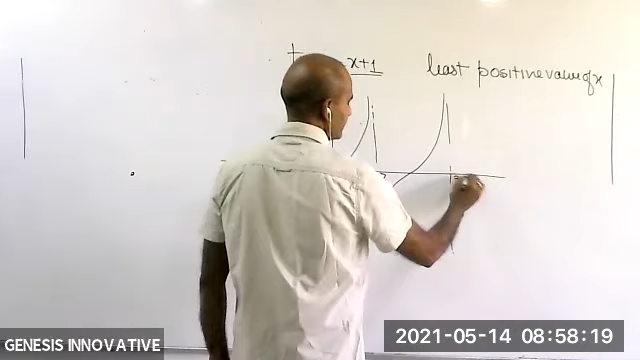 x+1
least positive value of x
GENESIS INNOVATIVE
2021-05-14 08:58:19